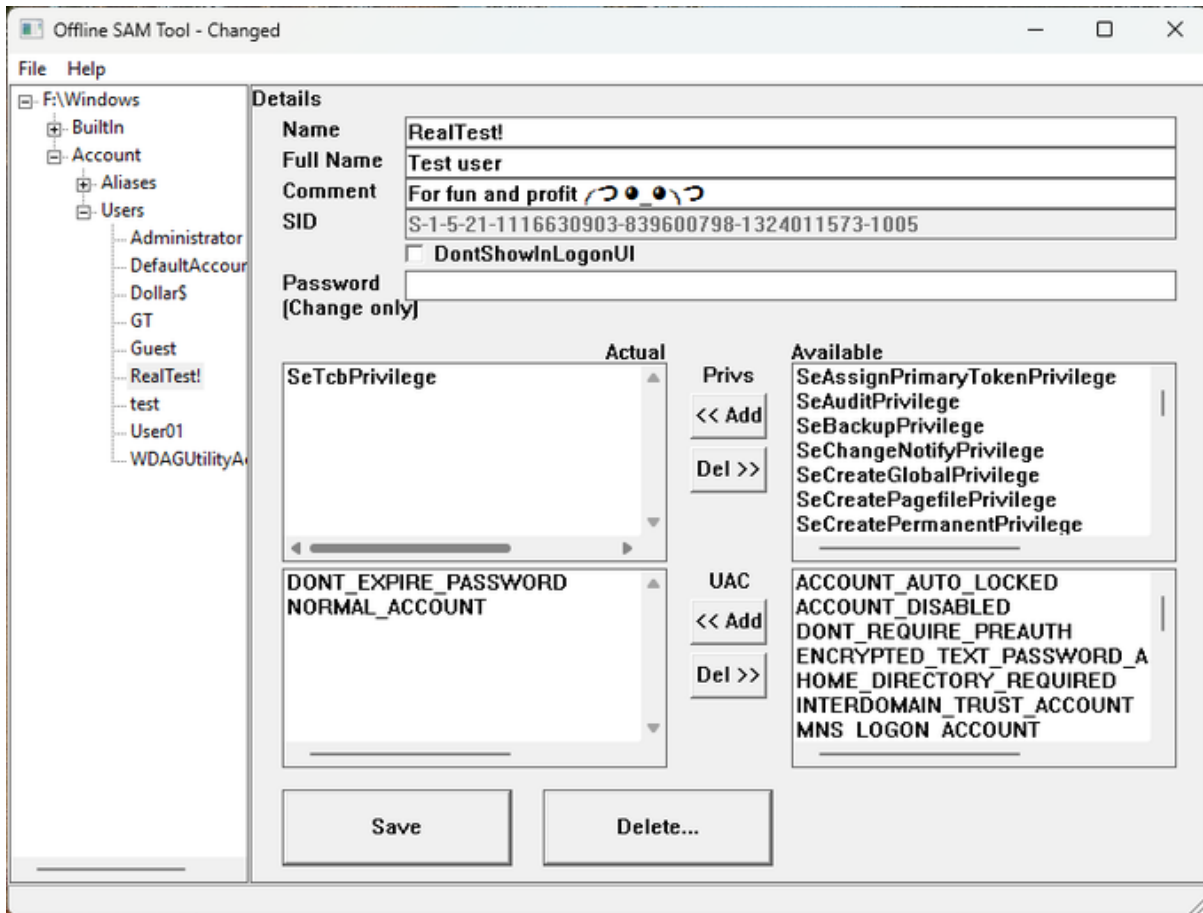 Offline SAM Tool - Changed
File Help
F:\Windows
BuiltIn
Account
Aliases
Users
Administrator
DefaultAccour
Dollar$
GT
Guest
RealTest!
test
User01
WDAGUtilityA
Details
Name RealTest!
Full Name Test user
Comment For fun and profit ༼つ ◕_◕༽つ
SID S-1-5-21-1116630903-839600798-1324011573-1005
DontShowInLogonUI
Password
(Change only)
Actual
SeTcbPrivilege
Privs
<< Add
Del >>
Available
SeAssignPrimaryTokenPrivilege
SeAuditPrivilege
SeBackupPrivilege
SeChangeNotifyPrivilege
SeCreateGlobalPrivilege
SeCreatePagefilePrivilege
SeCreatePermanentPrivilege
DONT_EXPIRE_PASSWORD
NORMAL_ACCOUNT
UAC
<< Add
Del >>
ACCOUNT_AUTO_LOCKED
ACCOUNT_DISABLED
DONT_REQUIRE_PREAUTH
ENCRYPTED_TEXT_PASSWORD_A
HOME_DIRECTORY_REQUIRED
INTERDOMAIN_TRUST_ACCOUNT
MNS_LOGON_ACCOUNT
Save
Delete...